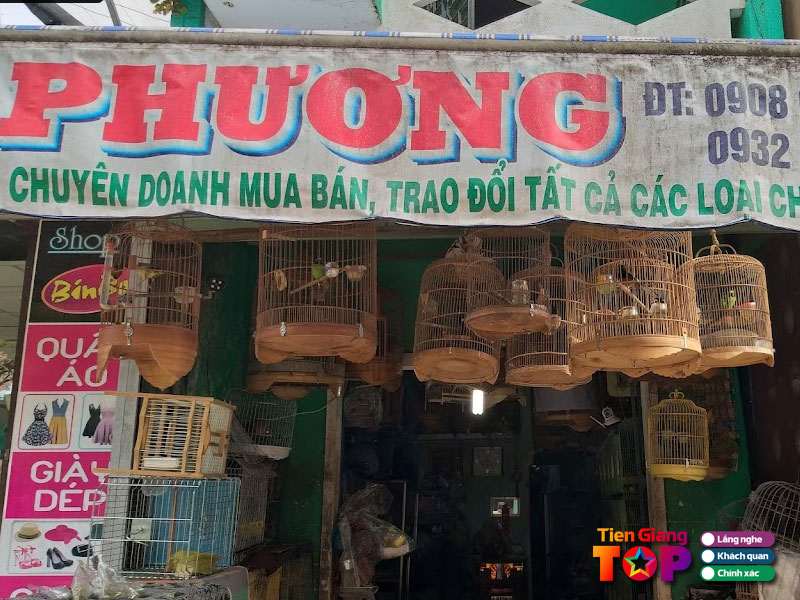 PHƯƠNG
ĐT: 0908
0932
CHUYÊN DOANH MUA BÁN, TRAO ĐỔI TẤT CẢ CÁC LOẠI CH
Shop
QUẦN
ÁO
GIÀY
DÉP
Tien Giang
TOP
Lắng nghe
Khách quan
Chính xác